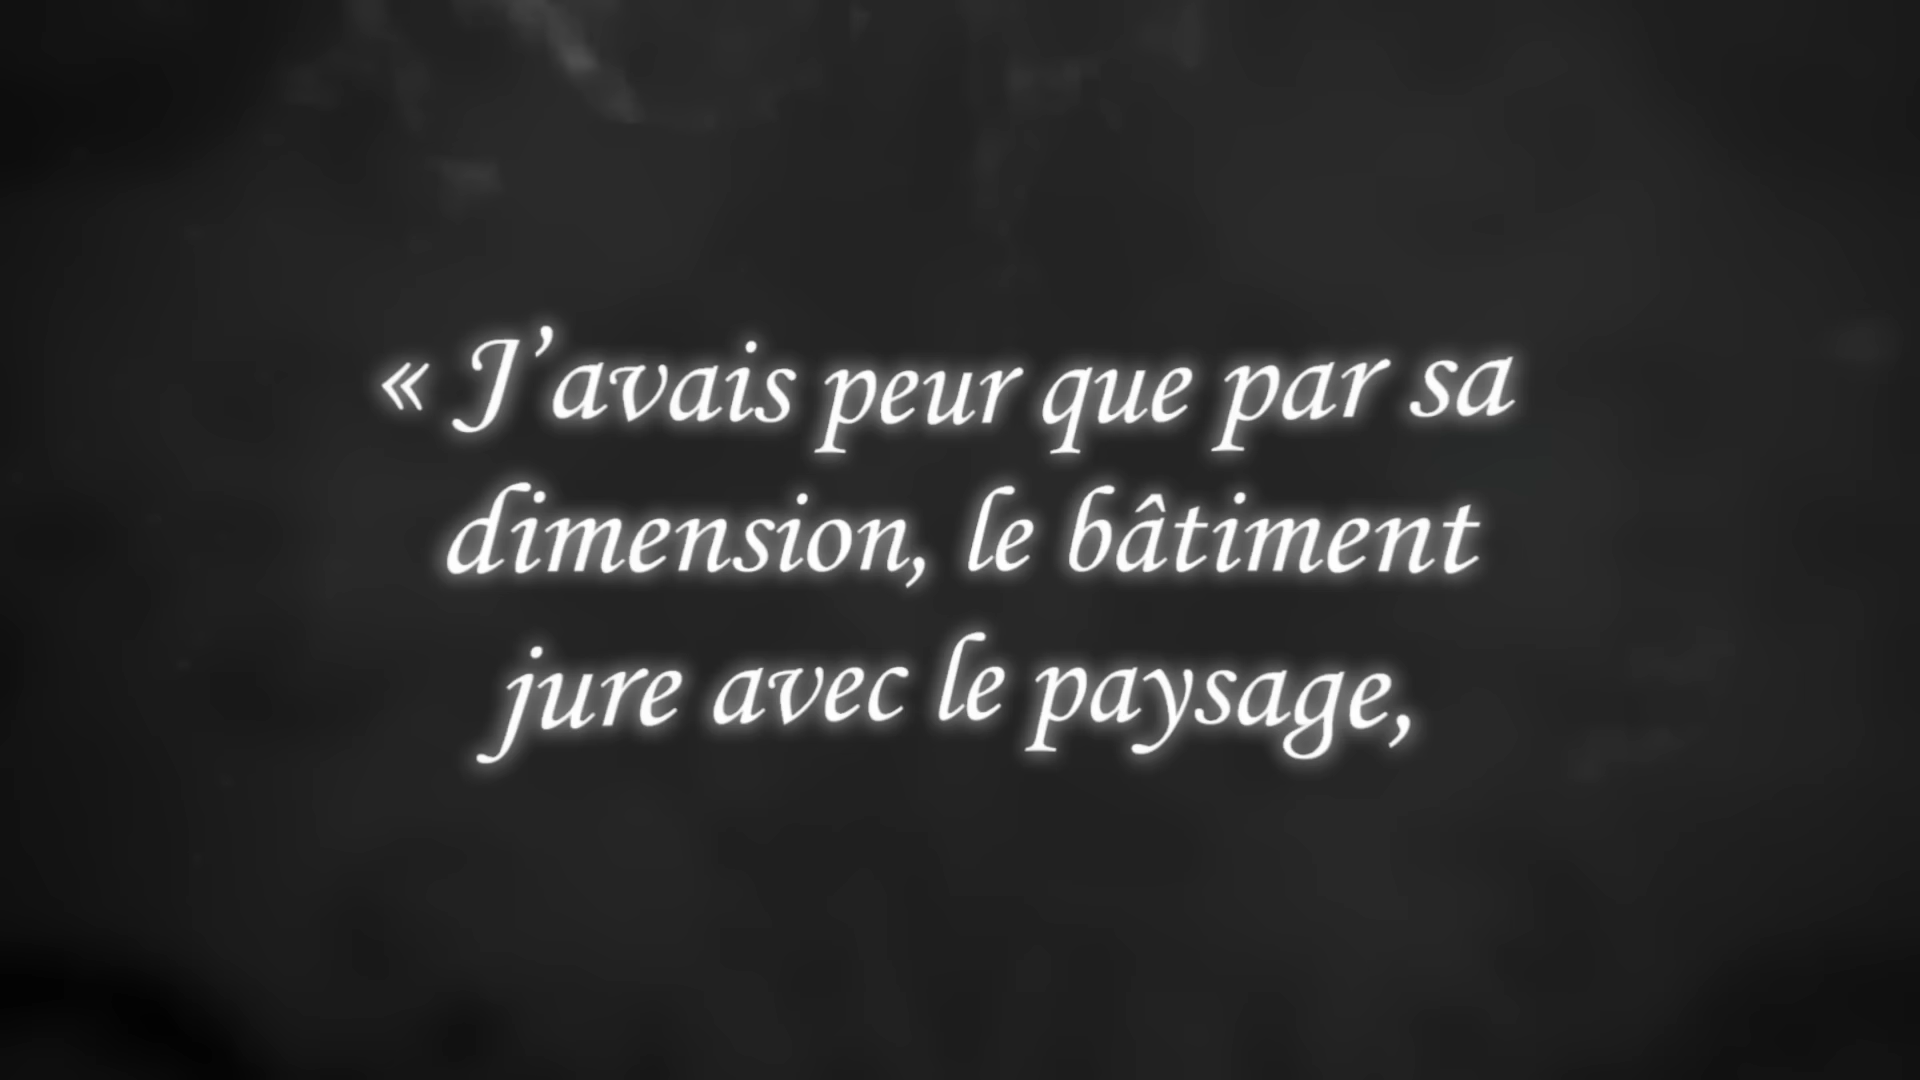 « J’avais peur que par sa
dimension, le bâtiment
jure avec le paysage,